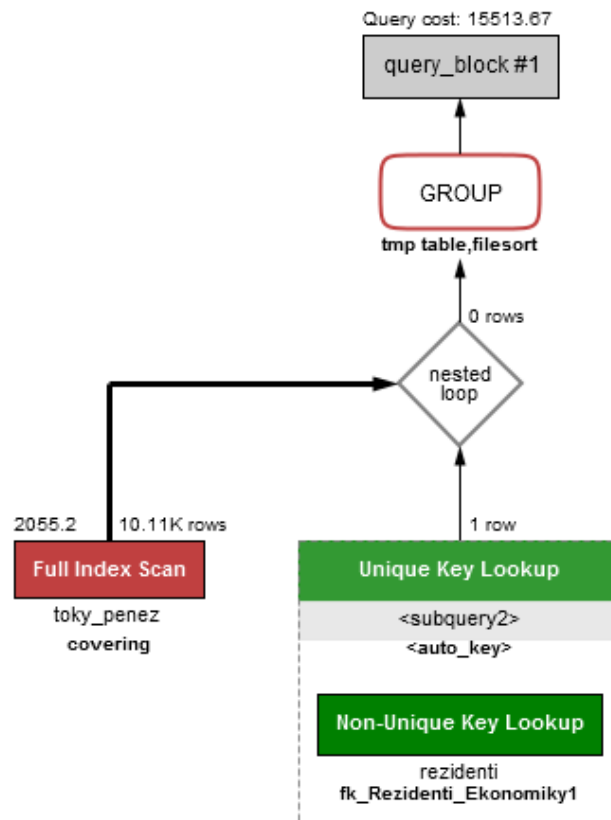 Query cost: 15513.67
query_block #1
GROUP
tmp table,filesort
0 rows
nested
loop
2055.2 10.11K rows
1 row
Full Index Scan
Unique Key Lookup
toky_penez
covering
<subquery2>
<auto_key>
Non-Unique Key Lookup
rezidenti
fk_Rezidenti_Ekonomiky1